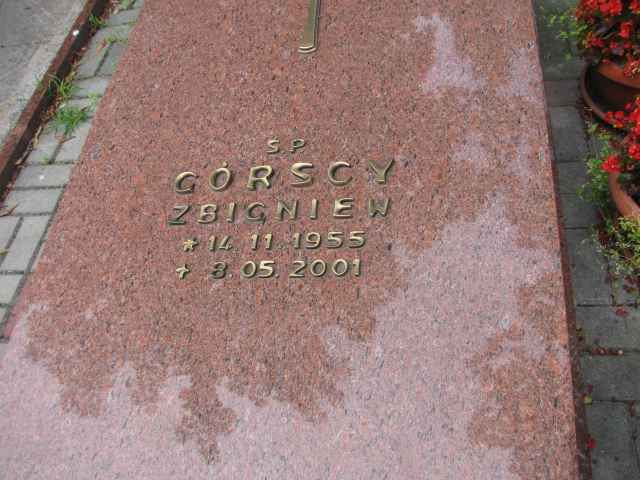 Ś.P.
GÓRSCY
ZBIGNIEW
* 14. 11. 1955
+ 8. 05. 2001